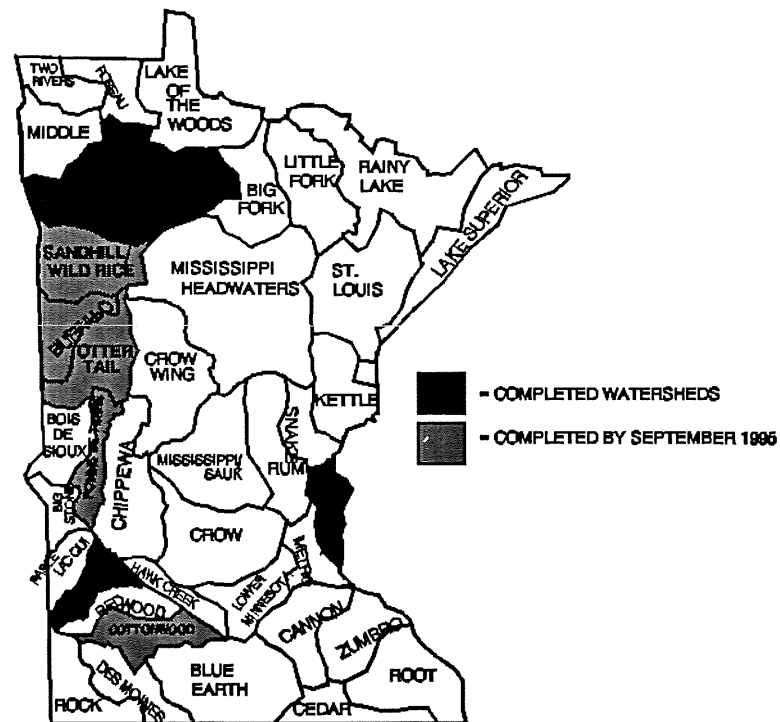 TWO
RIVERS
ROSEAU
LAKE
OF
THE
WOODS
MIDDLE
BIG
FORK
LITTLE
FORK
RAINY
LAKE
LAKE SUPERIOR
SANDHILL/
WILD RICE
MISSISSIPPI
HEADWATERS
ST.
LOUIS
BUFFALO
OTTER
TAIL
CROW
WING
KETTLE
= COMPLETED WATERSHEDS
= COMPLETED BY SEPTEMBER 1995
BOIS
DE
SIOUX
POMME DE TERRE
CHIPPEWA
MISSISSIPPI/
SAUK
SNAKE
RUM
BIG
STONE
CROW
LAC QUI
PARLE
HAWK CREEK
REDWOOD
COTTONWOOD
LOWER
MINNESOTA
METRO
CANNON
ZUMBRO
ROOT
BLUE
EARTH
DES MOINES
ROCK
CEDAR